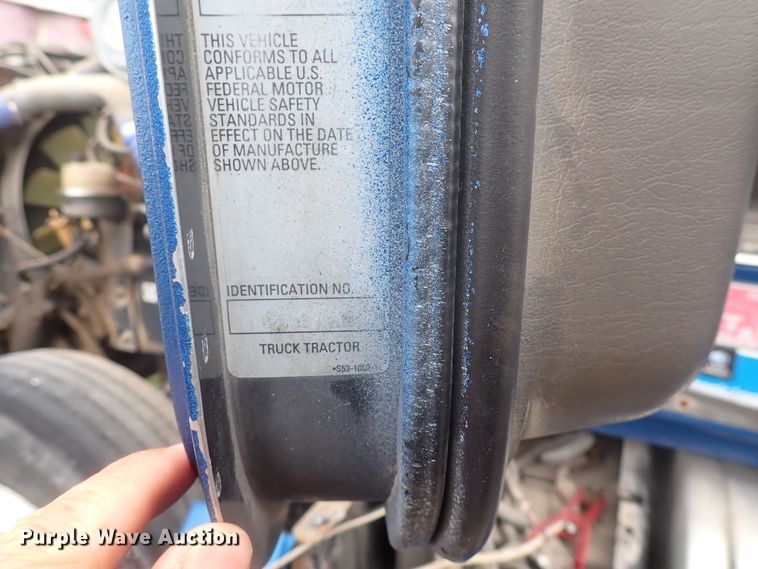 THIS VEHICLE
CONFORMS TO ALL
APPLICABLE U.S.
FEDERAL MOTOR
VEHICLE SAFETY
STANDARDS IN
EFFECT ON THE DATE
OF MANUFACTURE
SHOWN ABOVE.
IDENTIFICATION NO.
TRUCK TRACTOR
Purple Wave Auction®